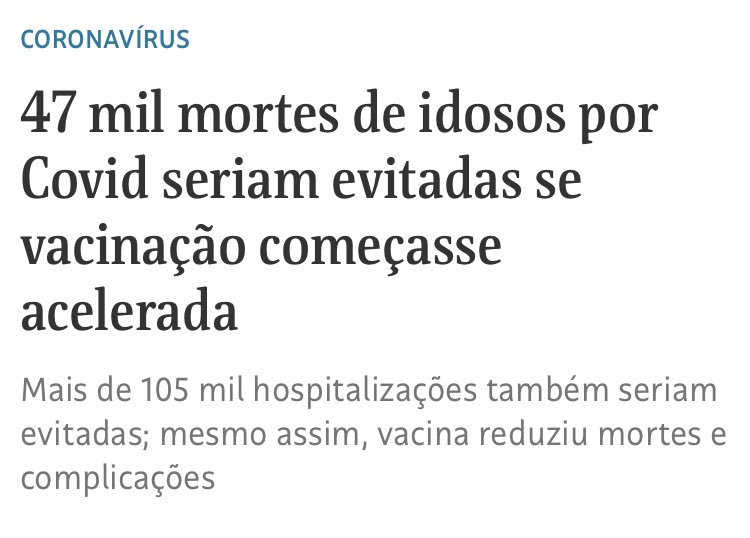 CORONAVÍRUS
47 mil mortes de idosos por
Covid seriam evitadas se
vacinação começasse
acelerada
Mais de 105 mil hospitalizações também seriam
evitadas; mesmo assim, vacina reduziu mortes e
complicações